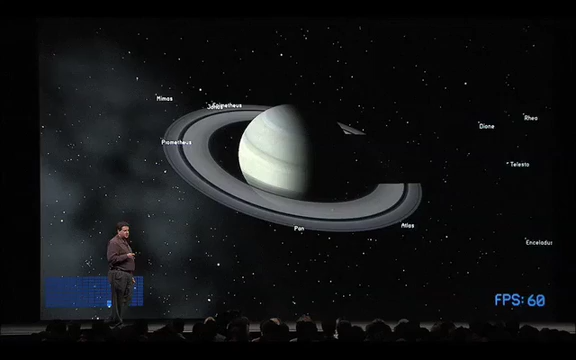 Mimas
Epimetheus
Rhea
Dione
Prometheus
Telesto
Atlas
Pan
Enceladus
FPS: 60